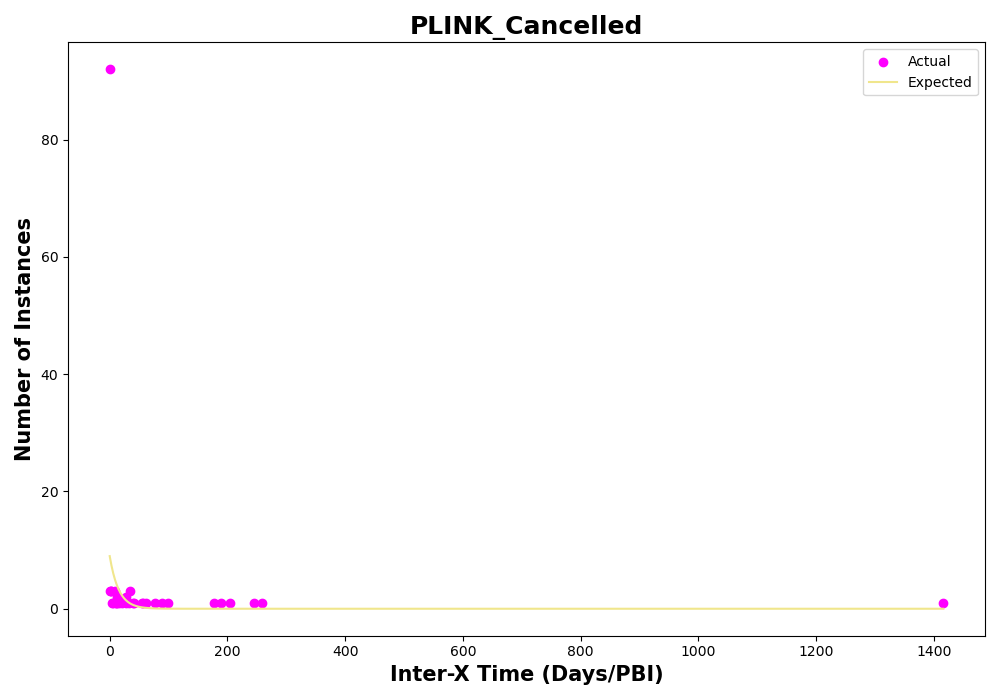 PLINK_Cancelled
Actual
Expected
Number of Instances
80
60
40
20
0
0 200 400 600 800 1000 1200 1400
Inter-X Time (Days/PBI)